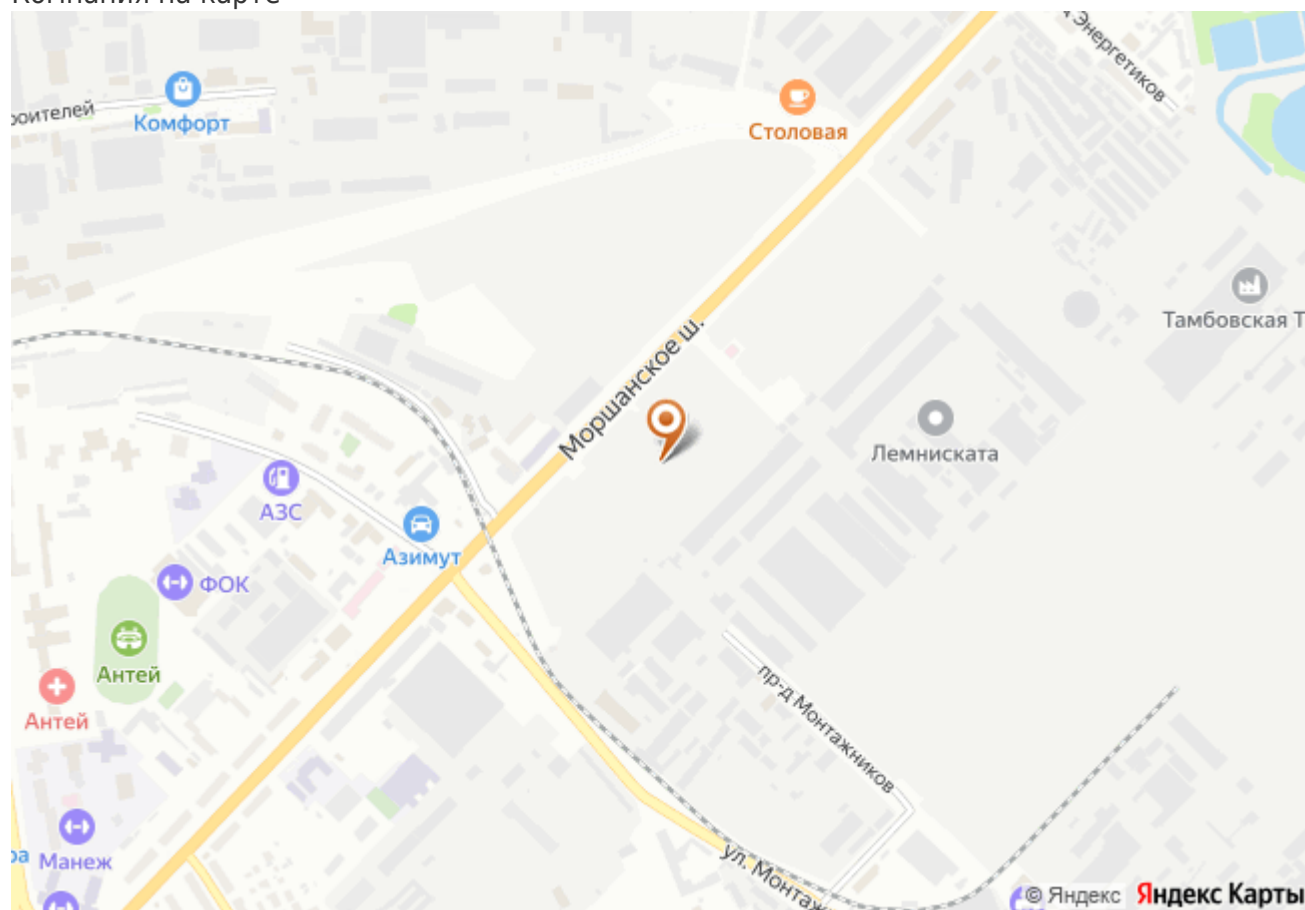 Компания на карте
д Энергетиков
роителей
Комфорт
Столовая
Тамбовская Т
Моршанское ш.
Лемниската
АЗС
Азимут
ФОК
Антей
Антей
пр-д Монтажников
ра
Манеж
ул. Монтаж
© Яндекс
Яндекс Карты